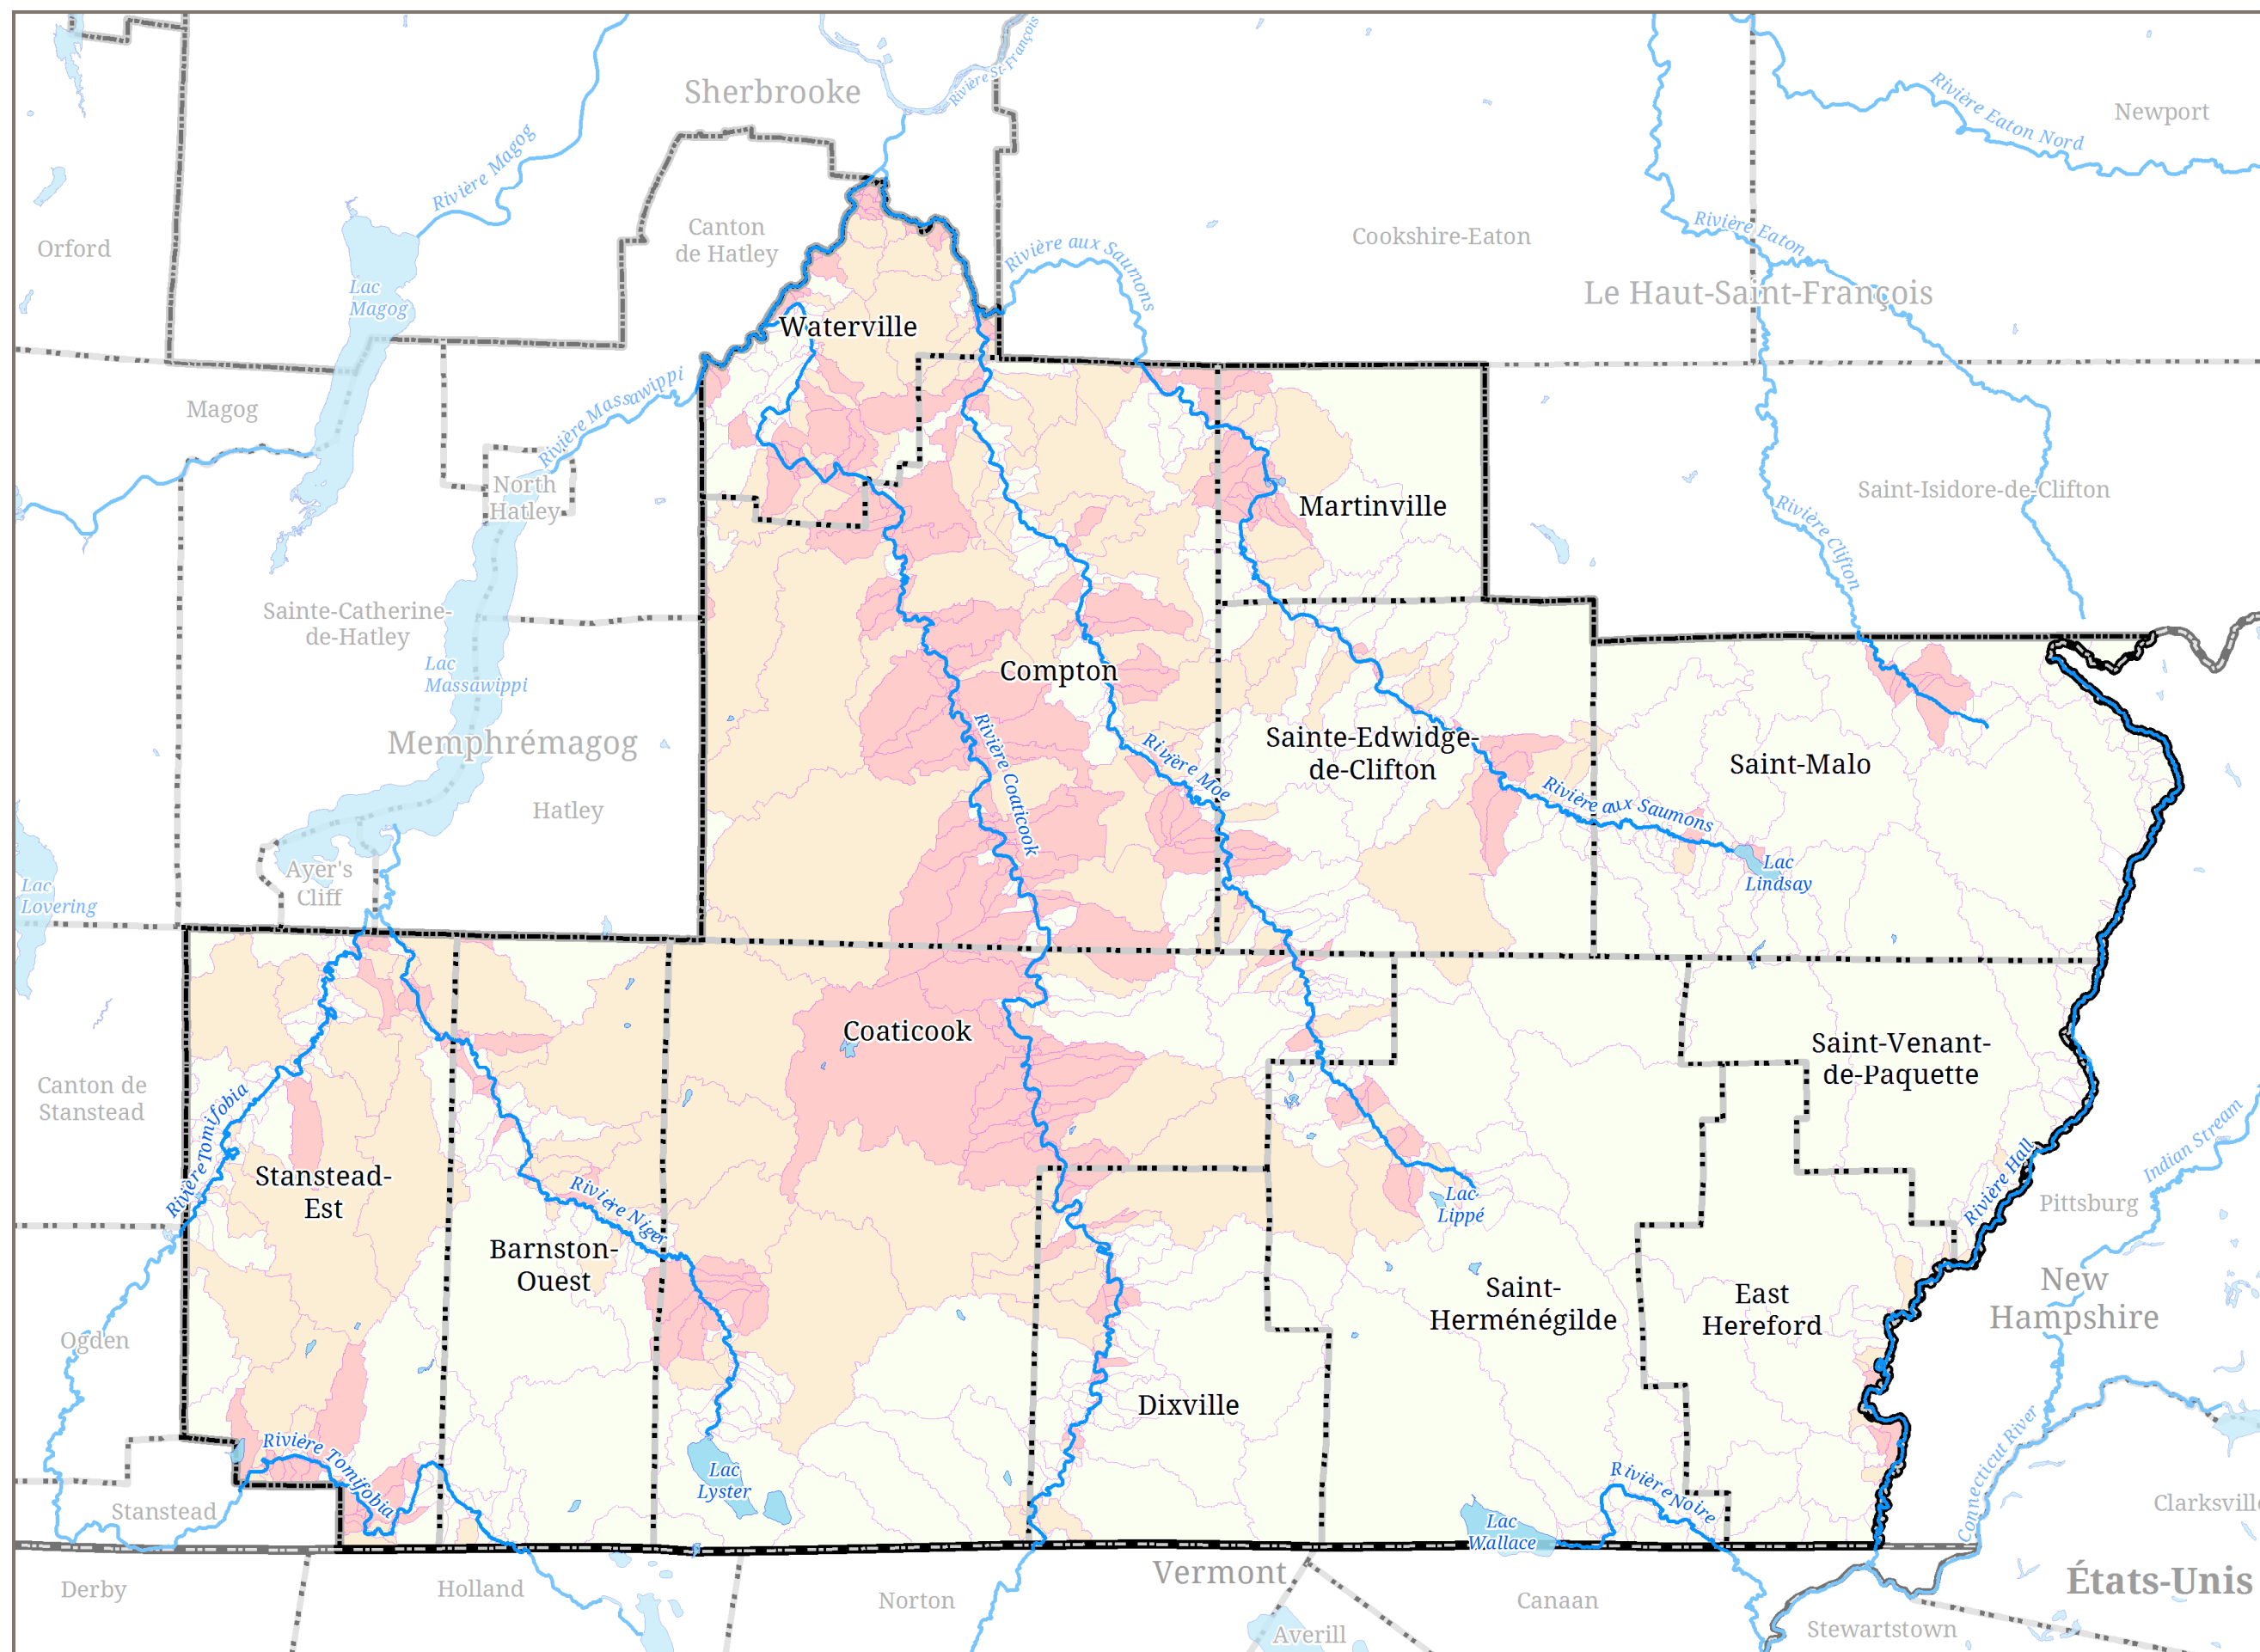 Sherbrooke
Rivière St-François
Rivière Magog
Rivière Eaton Nord
Newport
Orford
Canton
de Hatley
Rivière aux Saumons
Cookshire-Eaton
Rivière Eaton
Lac
Magog
Le Haut-Saint-François
Waterville
Rivière Massawippi
Magog
North
Hatley
Martinville
Saint-Isidore-de-Clifton
Rivière Clifton
Sainte-Catherine-
de-Hatley
Lac
Massawippi
Compton
Memphrémagog
Rivière Coaticook
Rivière Moe
Sainte-Edwidge-
de-Clifton
Saint-Malo
Hatley
Rivière aux Saumons
Ayer's
Cliff
Lac
Lindsay
Lac
Lovering
Coaticook
Saint-Venant-
de-Paquette
Canton de
Stanstead
Rivière Tomifobia
Stanstead-
Est
Rivière Niger
Lac
Lippé
Rivière Hall
Indian Stream
Pittsburg
Barnston-
Ouest
Saint-
Herménégilde
East
Hereford
New
Hampshire
Ogden
Dixville
Rivière Tomifobia
Lac
Lyster
Rivière Noire
Connecticut River
Stanstead
Lac
Wallace
Clarksville
Vermont
États-Unis
Derby
Holland
Norton
Canaan
Averill
Stewartstown